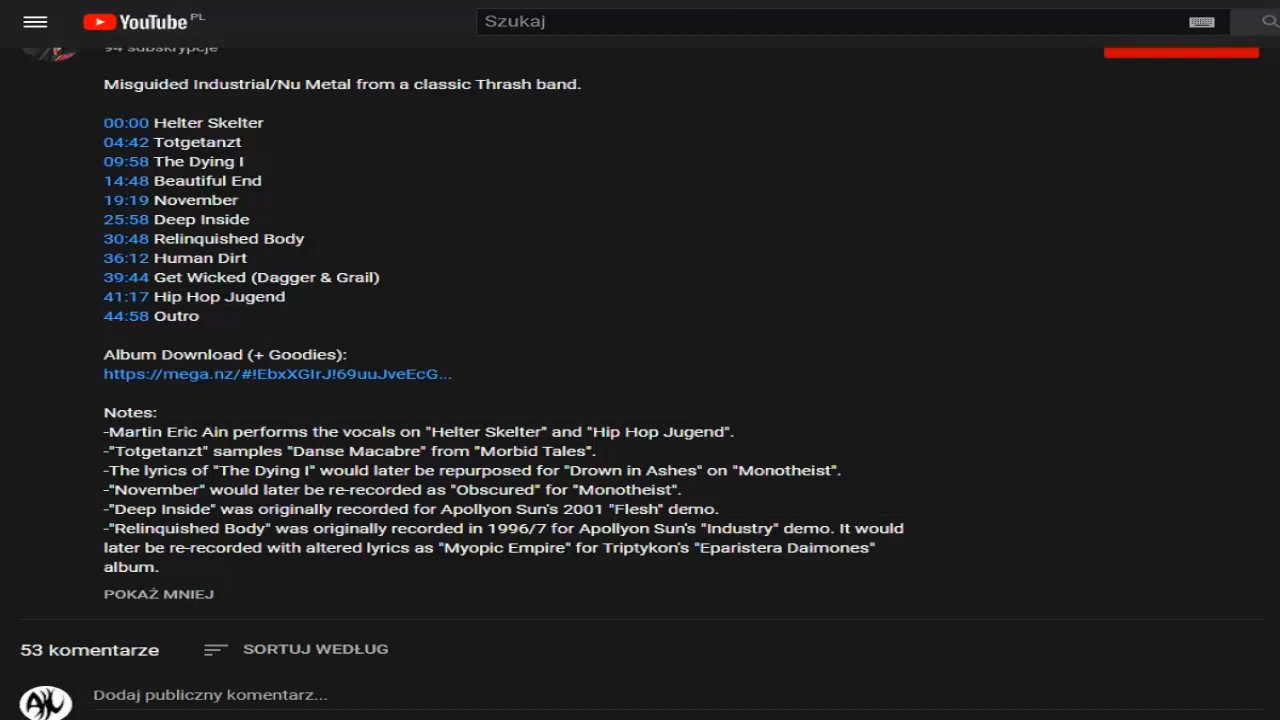 YouTube PL
Szukaj
94 subskrypcje
Misguided Industrial/Nu Metal from a classic Thrash band.
00:00 Helter Skelter
04:42 Totgetanzt
09:58 The Dying I
14:48 Beautiful End
19:19 November
25:58 Deep Inside
30:48 Relinquished Body
36:12 Human Dirt
39:44 Get Wicked (Dagger & Grail)
41:17 Hip Hop Jugend
44:58 Outro
Album Download (+ Goodies):
https://mega.nz/#!EbxXGIrJ!69uuJveEcG...
Notes:
-Martin Eric Ain performs the vocals on "Helter Skelter" and "Hip Hop Jugend".
-"Totgetanzt" samples "Danse Macabre" from "Morbid Tales".
-The lyrics of "The Dying I" would later be repurposed for "Drown in Ashes" on "Monotheist".
-"November" would later be re-recorded as "Obscured" for "Monotheist".
-"Deep Inside" was originally recorded for Apollyon Sun's 2001 "Flesh" demo.
-"Relinquished Body" was originally recorded in 1996/7 for Apollyon Sun's "Industry" demo. It would
later be re-recorded with altered lyrics as "Myopic Empire" for Triptykon's "Eparistera Daimones"
album.
POKAŻ MNIEJ
53 komentarze
SORTUJ WEDŁUG
Dodaj publiczny komentarz...